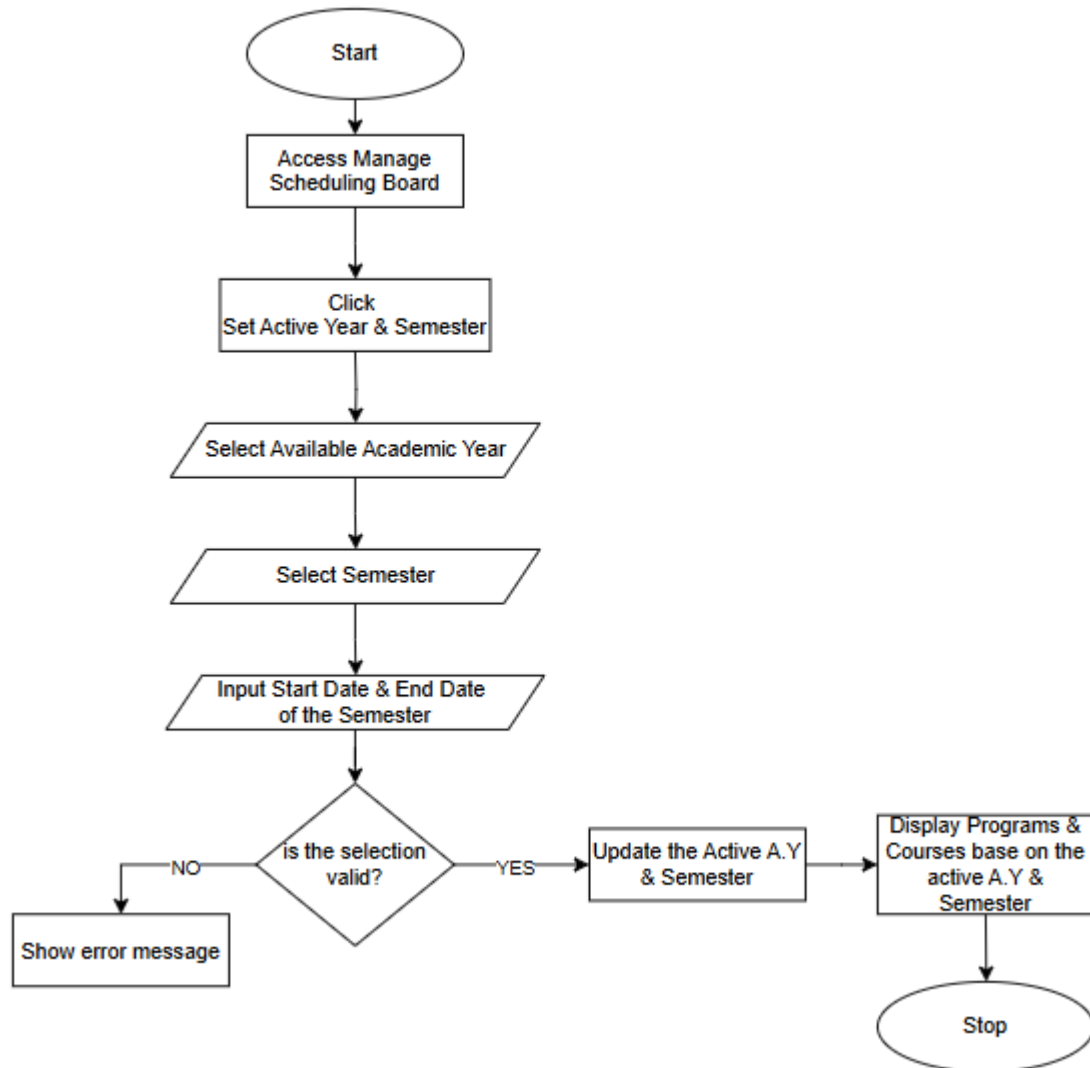 Start
Access Manage
Scheduling Board
Click
Set Active Year & Semester
Select Available Academic Year
Select Semester
Input Start Date & End Date
of the Semester
is the selection
valid?
NO
YES
Show error message
Update the Active A.Y
& Semester
Display Programs &
Courses base on the
active A.Y &
Semester
Stop